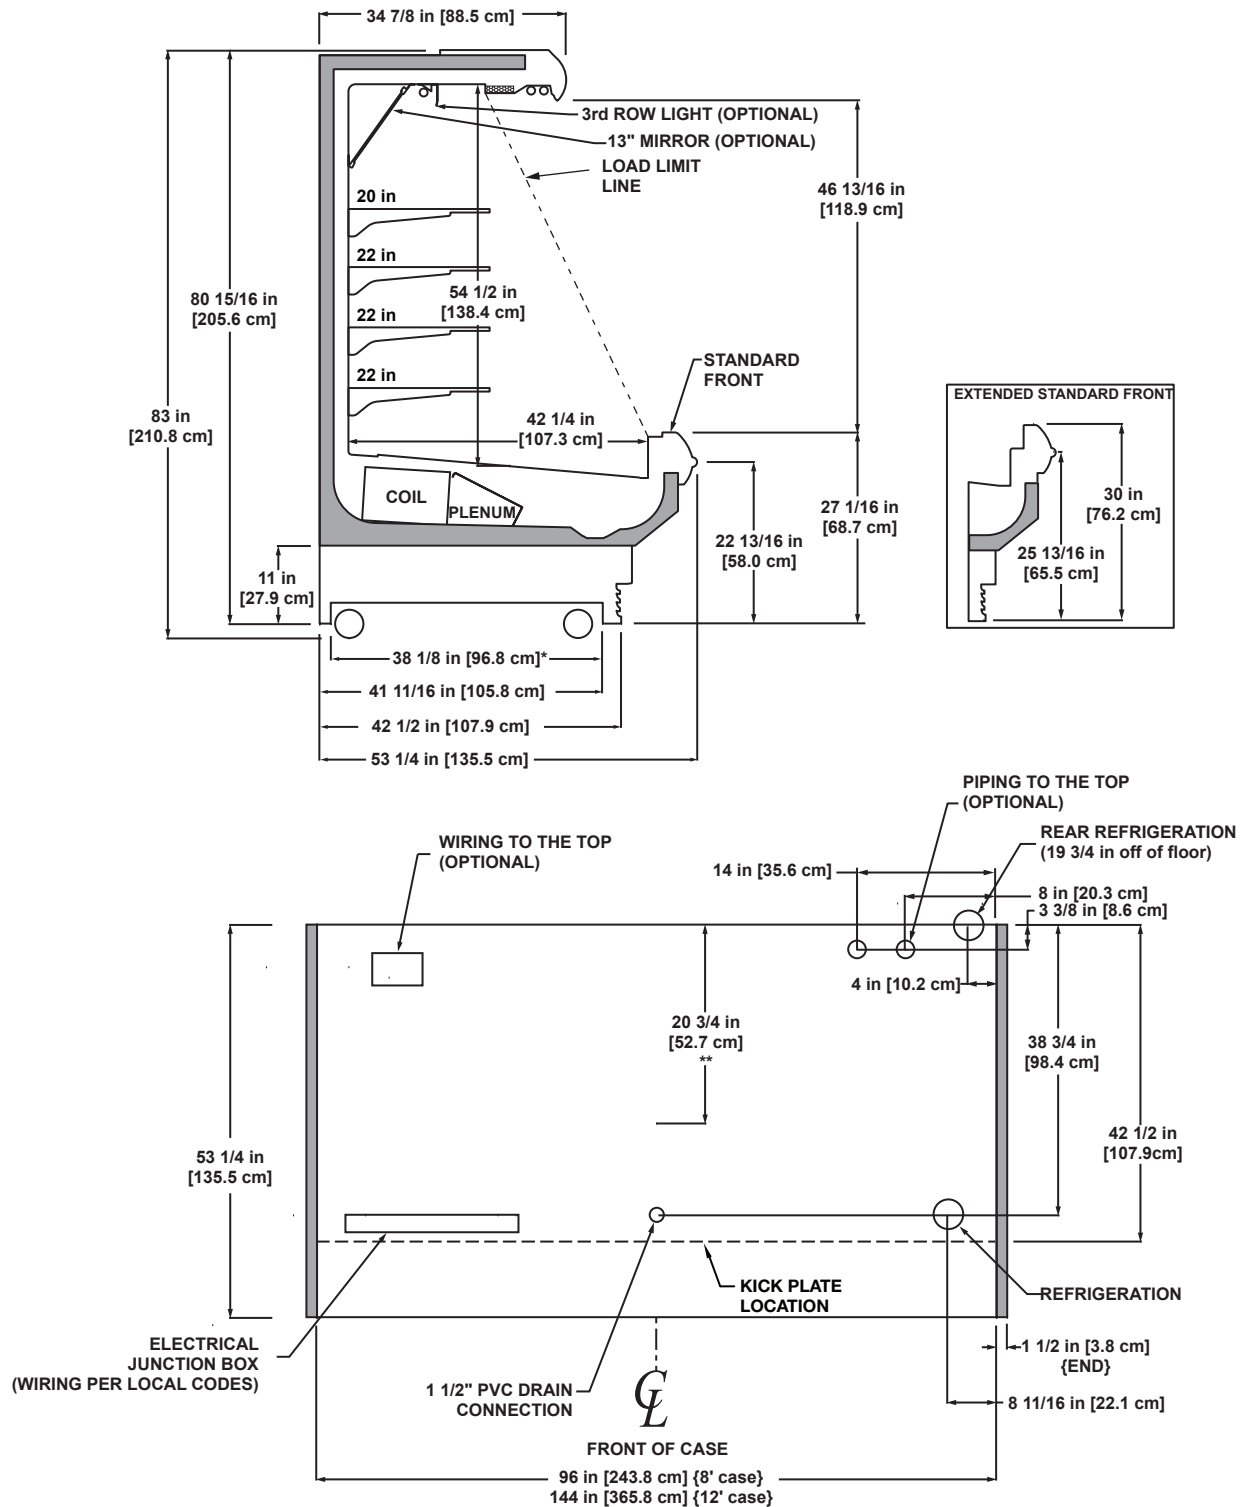 34 7/8 in [88.5 cm]
3rd ROW LIGHT (OPTIONAL)
13" MIRROR (OPTIONAL)
LOAD LIMIT
LINE
20 in
46 13/16 in
[118.9 cm]
22 in
80 15/16 in
[205.6 cm]
54 1/2 in
[138.4 cm]
22 in
STANDARD
FRONT
22 in
EXTENDED STANDARD FRONT
83 in
[210.8 cm]
42 1/4 in
[107.3 cm]
COIL
PLENUM
30 in
[76.2 cm]
27 1/16 in
[68.7 cm]
22 13/16 in
[58.0 cm]
25 13/16 in
[65.5 cm]
11 in
[27.9 cm]
38 1/8 in [96.8 cm]*
41 11/16 in [105.8 cm]
42 1/2 in [107.9 cm]
53 1/4 in [135.5 cm]
PIPING TO THE TOP
(OPTIONAL)
WIRING TO THE TOP
(OPTIONAL)
REAR REFRIGERATION
(19 3/4 in off of floor)
14 in [35.6 cm]
8 in [20.3 cm]
3 3/8 in [8.6 cm]
4 in [10.2 cm]
20 3/4 in
[52.7 cm]
**
38 3/4 in
[98.4 cm]
42 1/2 in
[107.9cm]
53 1/4 in
[135.5 cm]
KICK PLATE
LOCATION
REFRIGERATION
ELECTRICAL
JUNCTION BOX
(WIRING PER LOCAL CODES)
1 1/2 in [3.8 cm]
{END}
1 1/2" PVC DRAIN
CONNECTION
CL
8 11/16 in [22.1 cm]
FRONT OF CASE
96 in [243.8 cm] {8' case}
144 in [365.8 cm] {12' case}